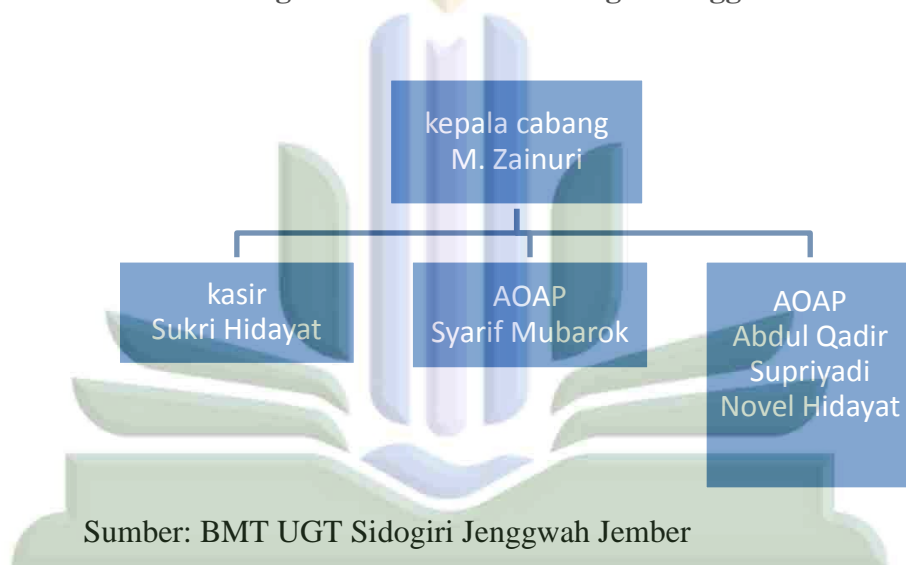 kepala cabang
M. Zainuri
kasir
Sukri Hidayat
AOAP
Syarif Mubarok
AOAP
Abdul Qadir
Supriyadi
Novel Hidayat
Sumber: BMT UGT Sidogiri Jenggwah Jember